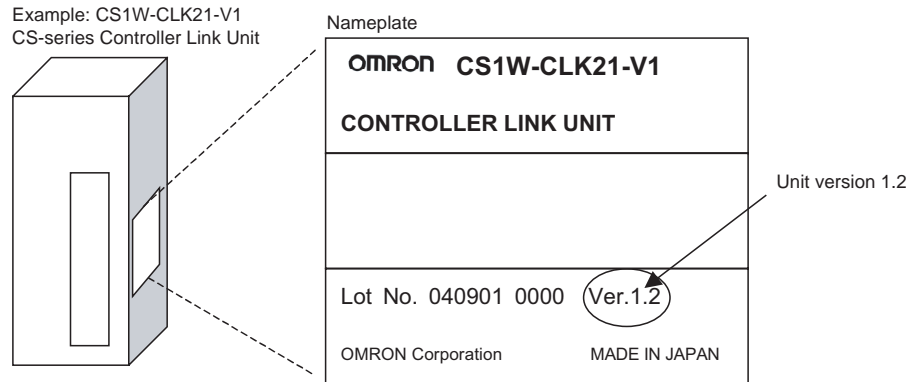 Example: CS1W-CLK21-V1
CS-series Controller Link Unit
Nameplate
OMRON CS1W-CLK21-V1
CONTROLLER LINK UNIT
Unit version 1.2
Lot No. 040901 0000 Ver.1.2
OMRON Corporation MADE IN JAPAN